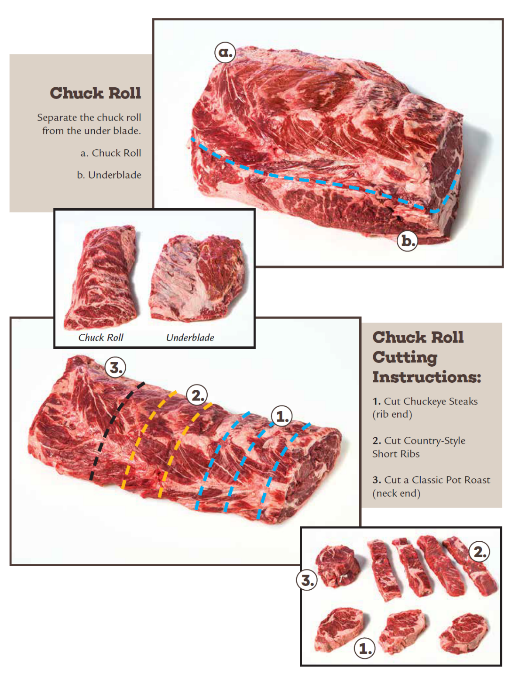 a.
Chuck Roll
Separate the chuck roll
from the under blade.
a. Chuck Roll
b. Underblade
b.
Chuck Roll
Underblade
3.
2.
1.
Chuck Roll
Cutting
Instructions:
1. Cut Chuckeye Steaks
(rib end)
2. Cut Country-Style
Short Ribs
3. Cut a Classic Pot Roast
(neck end)
2.
3.
1.